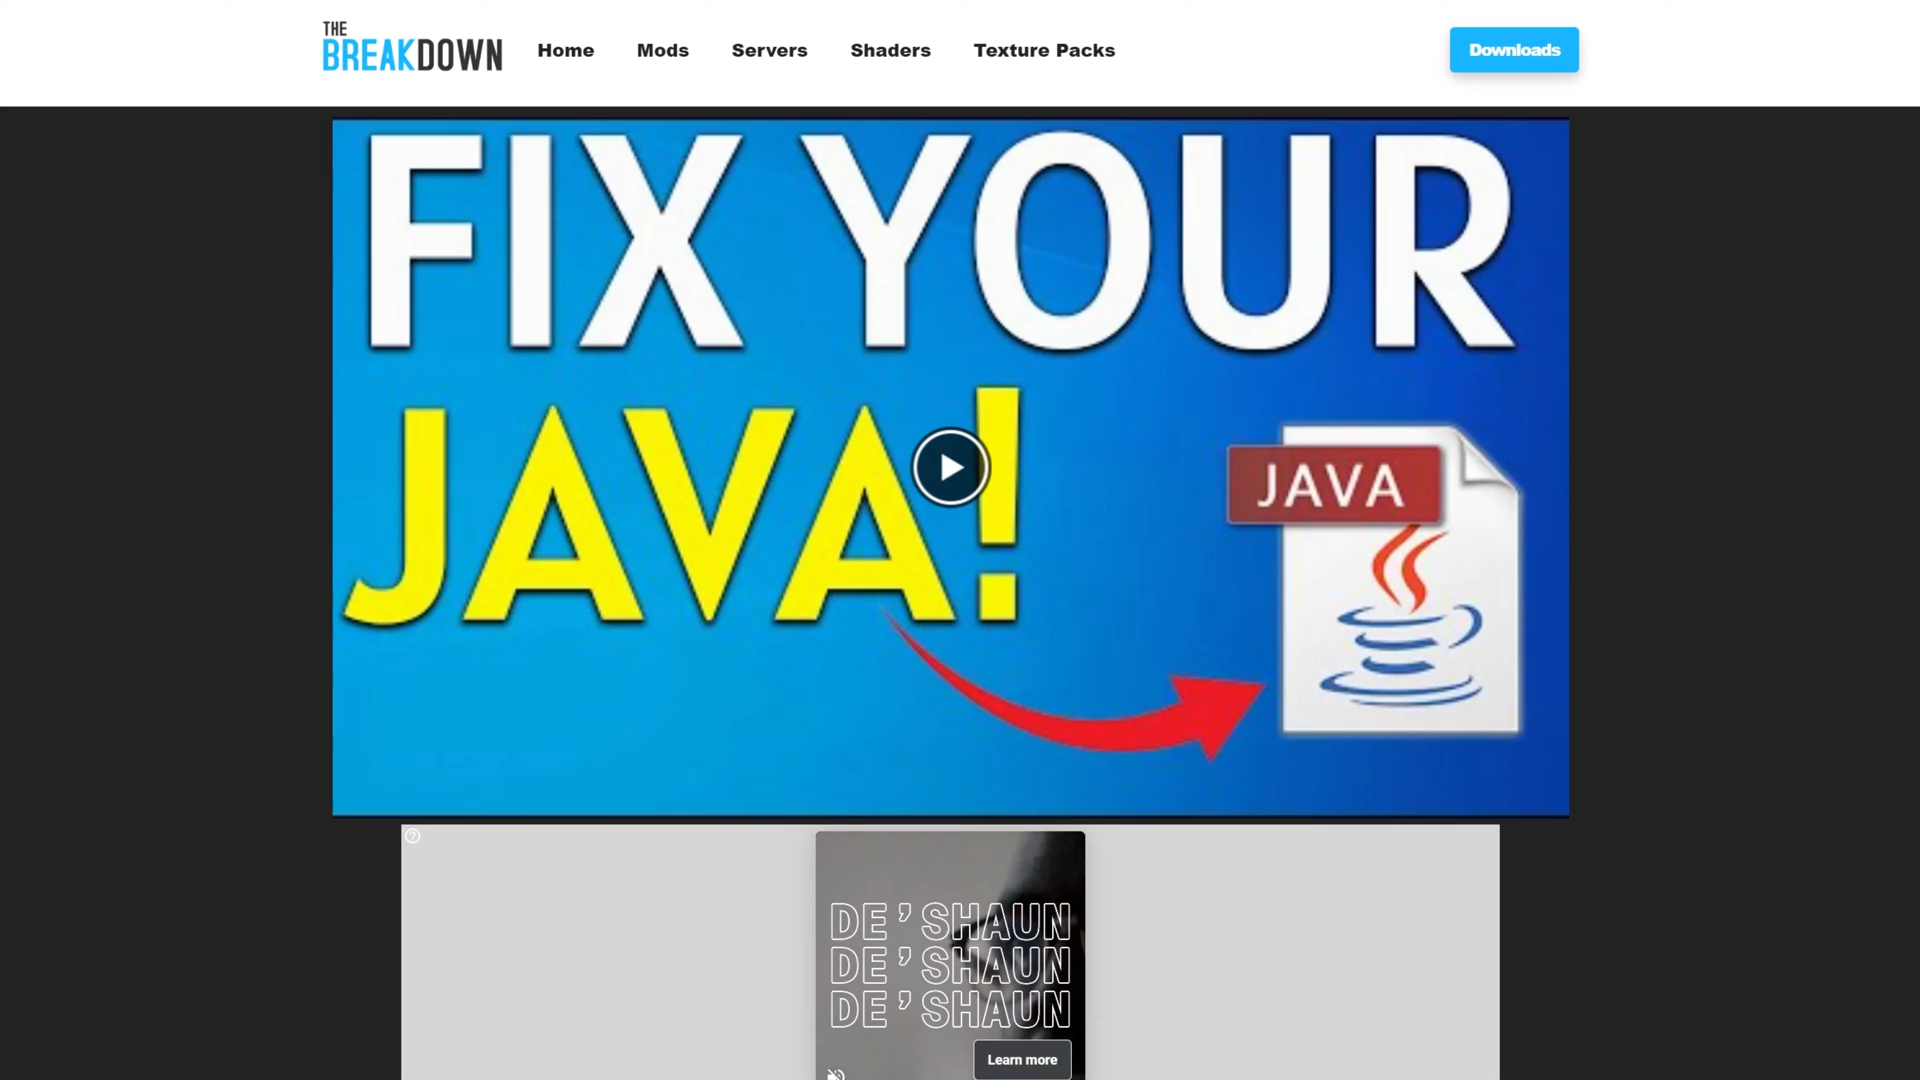 THE
BREAKDOWN
Home
Mods
Servers
Shaders
Texture Packs
Downloads
FIX YOUR
JAVA!
JAVA
DE’SHAUN
DE’SHAUN
DE’SHAUN
Learn more